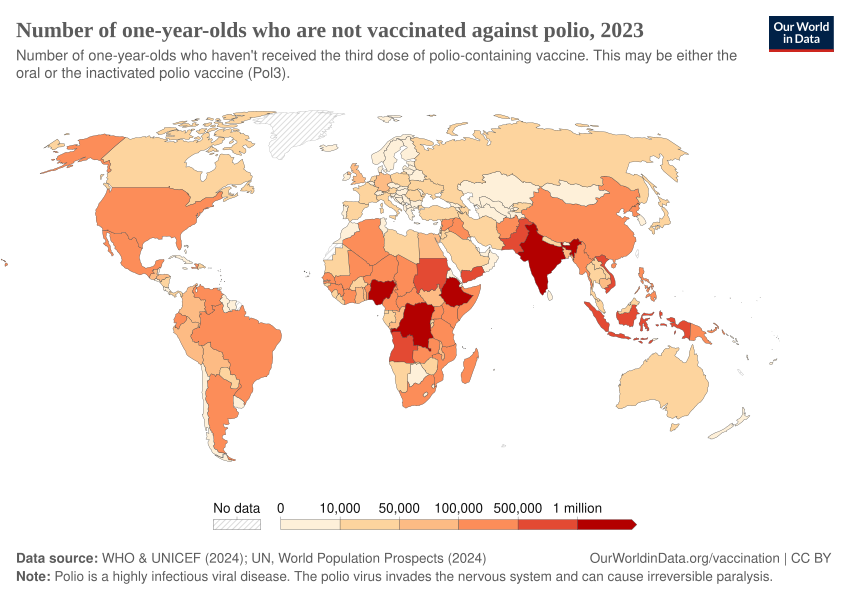 Number of one-year-olds who are not vaccinated against polio, 2023
Our World
in Data
Number of one-year-olds who haven't received the third dose of polio-containing vaccine. This may be either the
oral or the inactivated polio vaccine (Pol3).
No data 0 10,000 50,000 100,000 500,000 1 million
Data source: WHO & UNICEF (2024); UN, World Population Prospects (2024)
OurWorldinData.org/vaccination | CC BY
Note: Polio is a highly infectious viral disease. The polio virus invades the nervous system and can cause irreversible paralysis.